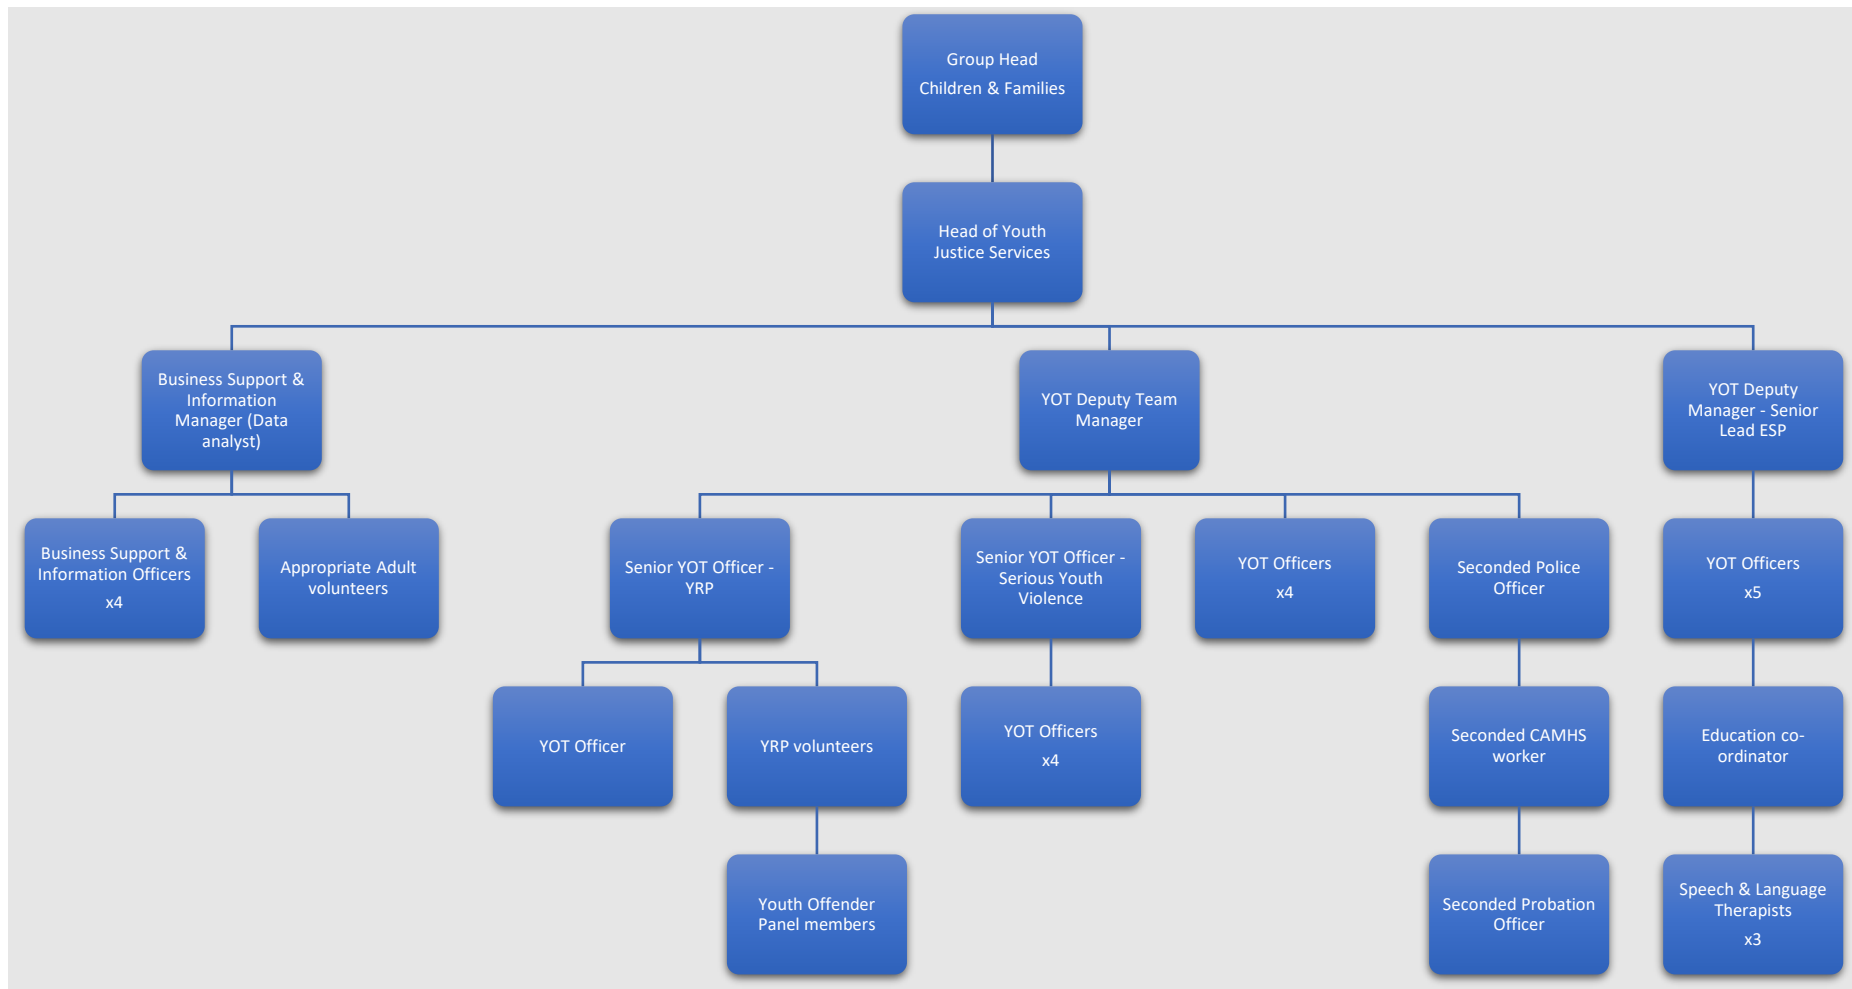 Group Head
Children & Families
Head of Youth
Justice Services
Business Support &
Information
Manager (Data
analyst)
YOT Deputy Team
Manager
YOT Deputy
Manager - Senior
Lead ESP
Business Support &
Information Officers
x4
Appropriate Adult
volunteers
Senior YOT Officer -
YRP
Senior YOT Officer -
Serious Youth
Violence
YOT Officers
x4
Seconded Police
Officer
YOT Officers
x5
YOT Officer
YRP volunteers
YOT Officers
x4
Seconded CAMHS
worker
Education co-
ordinator
Youth Offender
Panel members
Seconded Probation
Officer
Speech & Language
Therapists
x3